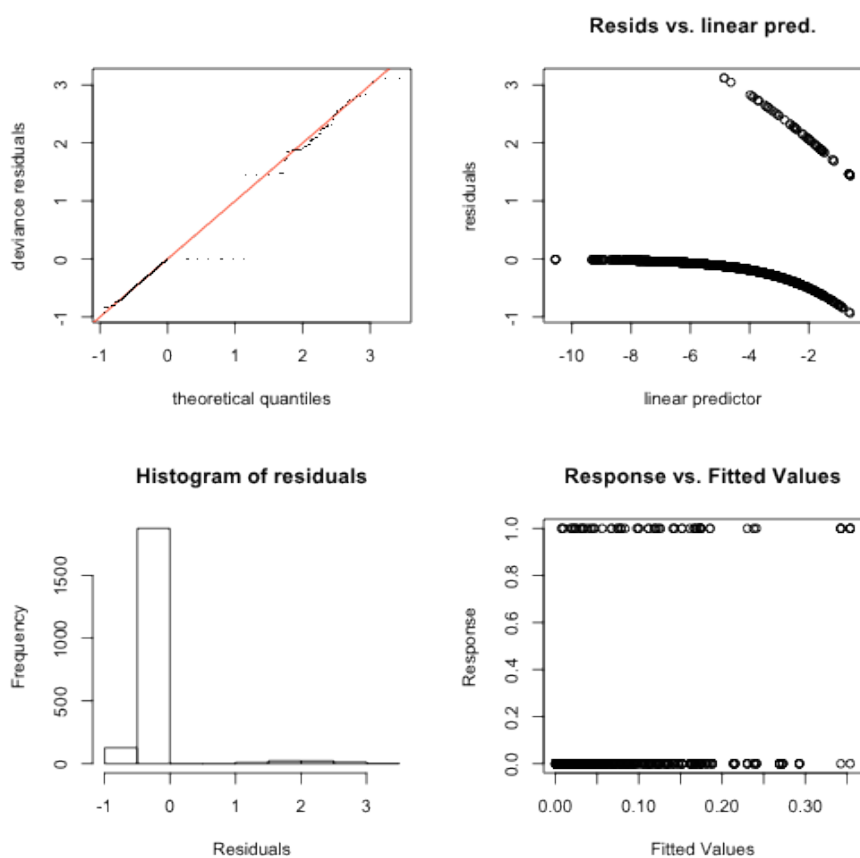 deviance residuals
-1 0 1 2 3
-1 0 1 2 3
theoretical quantiles
Resids vs. linear pred.
residuals
-1 0 1 2 3
-10 -8 -6 -4 -2
linear predictor
Histogram of residuals
Frequency
0 500 1000 1500
-1 0 1 2 3
Residuals
Response vs. Fitted Values
Response
0.0 0.2 0.4 0.6 0.8 1.0
0.00 0.10 0.20 0.30
Fitted Values